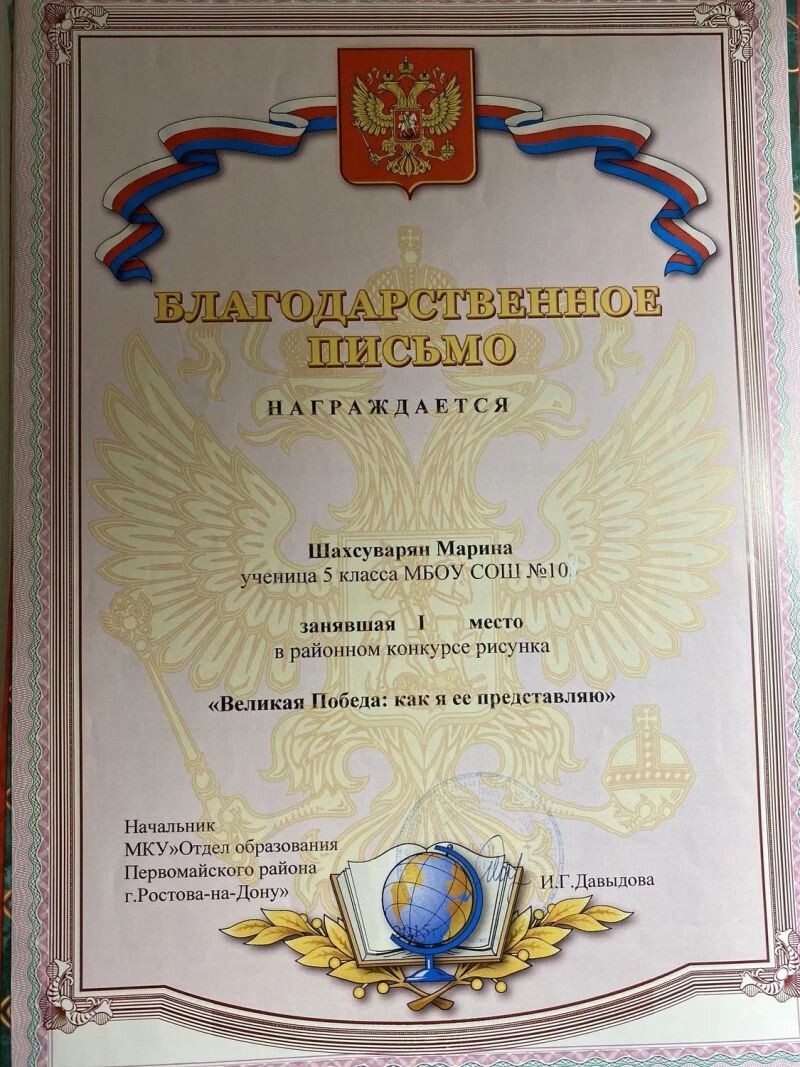 БЛАГОДАРСТВЕННОЕ
ПИСЬМО
НАГРАЖДАЕТСЯ
Шахсуварян Марина
ученица 5 класса МБОУ СОШ №10
занявшая I место
в районном конкурсе рисунка
«Великая Победа: как я ее представляю»
Начальник
МКУ»Отдел образования
Первомайского района
г.Ростова-на-Дону»
И.Г.Давыдова